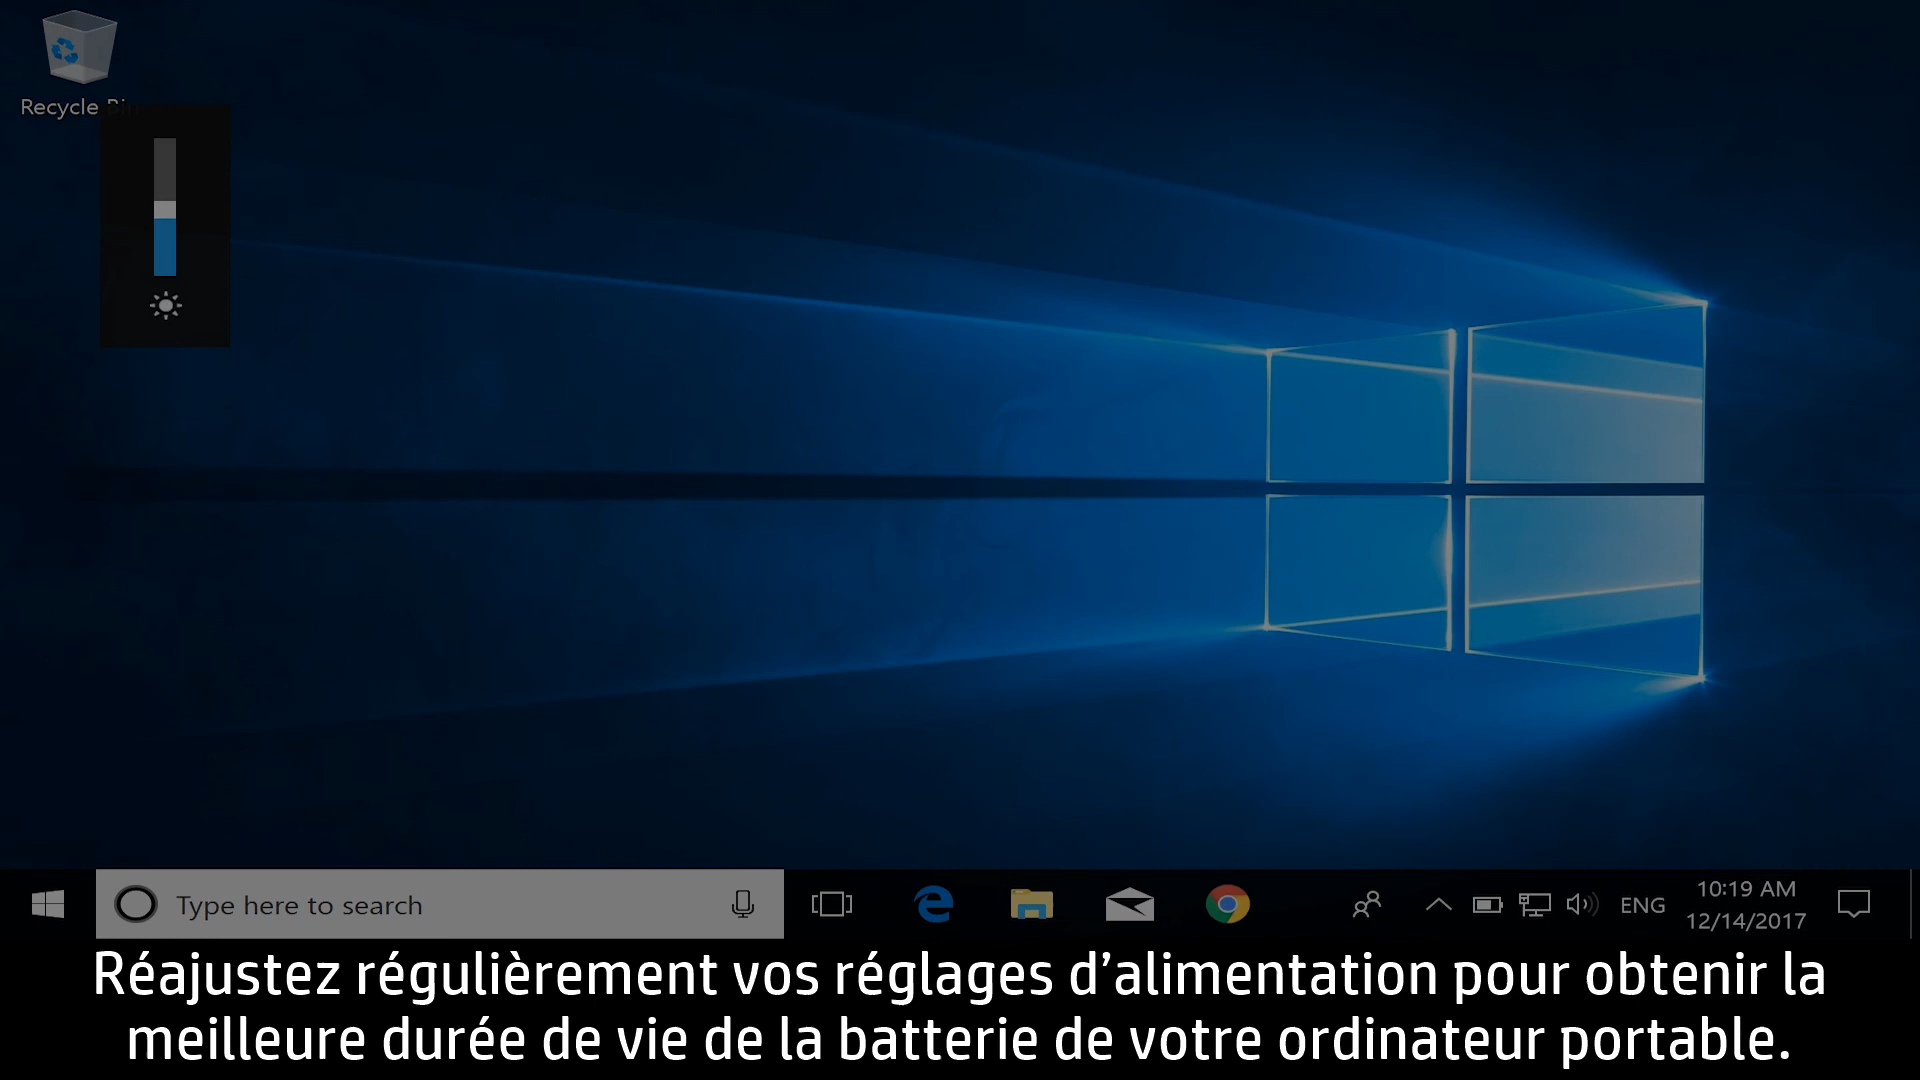 Recycle Bin
Type here to search
ENG
10:19 AM
12/14/2017
Réajustez régulièrement vos réglages d’alimentation pour obtenir la
meilleure durée de vie de la batterie de votre ordinateur portable.